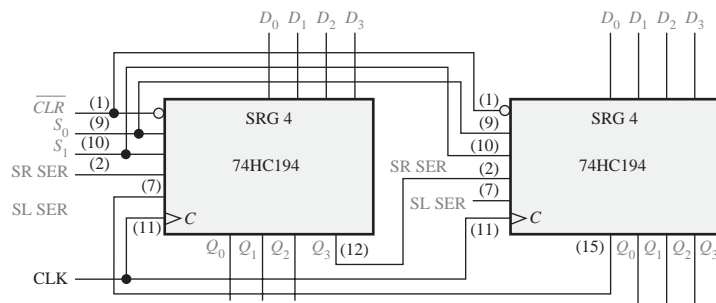 D0 D1 D2 D3 D0 D1 D2 D3
CLR (1) SRG 4 (1) SRG 4
S0 (9) (9)
S1 (10) 74HC194 (10) 74HC194
SR SER (2) SR SER (2)
(7) (7)
SL SER SL SER
(11) C (11) C
Q0 Q1 Q2 Q3 (12) (15) Q0 Q1 Q2 Q3
CLK